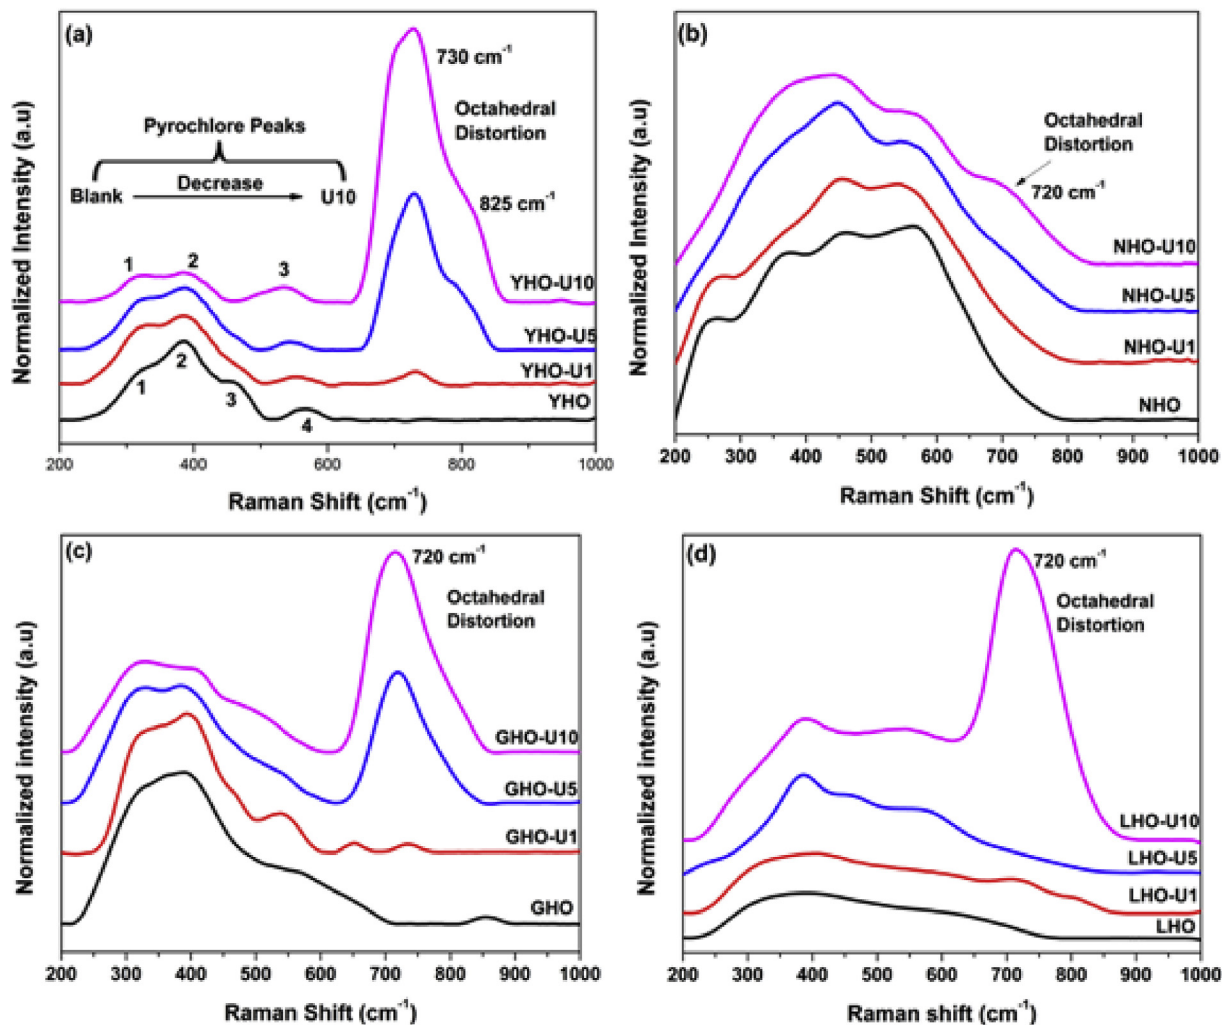 (a)
730 cm-1
Octahedral
Distortion
Pyrochlore Peaks
Decrease
Blank
U10
825 cm-1
1
2
3
YHO-U10
YHO-U5
YHO-U1
YHO
1
2
3
4
200 400 600 800 1000
Raman Shift (cm-1)
Normalized Intensity (a.u)
(b)
Octahedral
Distortion
720 cm-1
NHO-U10
NHO-U5
NHO-U1
NHO
200 300 400 500 600 700 800 900 1000
Raman Shift (cm-1)
Normalized Intensity (a.u)
(c)
720 cm-1
Octahedral
Distortion
GHO-U10
GHO-U5
GHO-U1
GHO
200 300 400 500 600 700 800 900 1000
Raman Shift (cm-1)
Normalized intensity (a.u)
(d)
720 cm-1
Octahedral
Distortion
LHO-U10
LHO-U5
LHO-U1
LHO
200 300 400 500 600 700 800 900 1000
Raman shift (cm-1)
Normalized intensity (a.u)